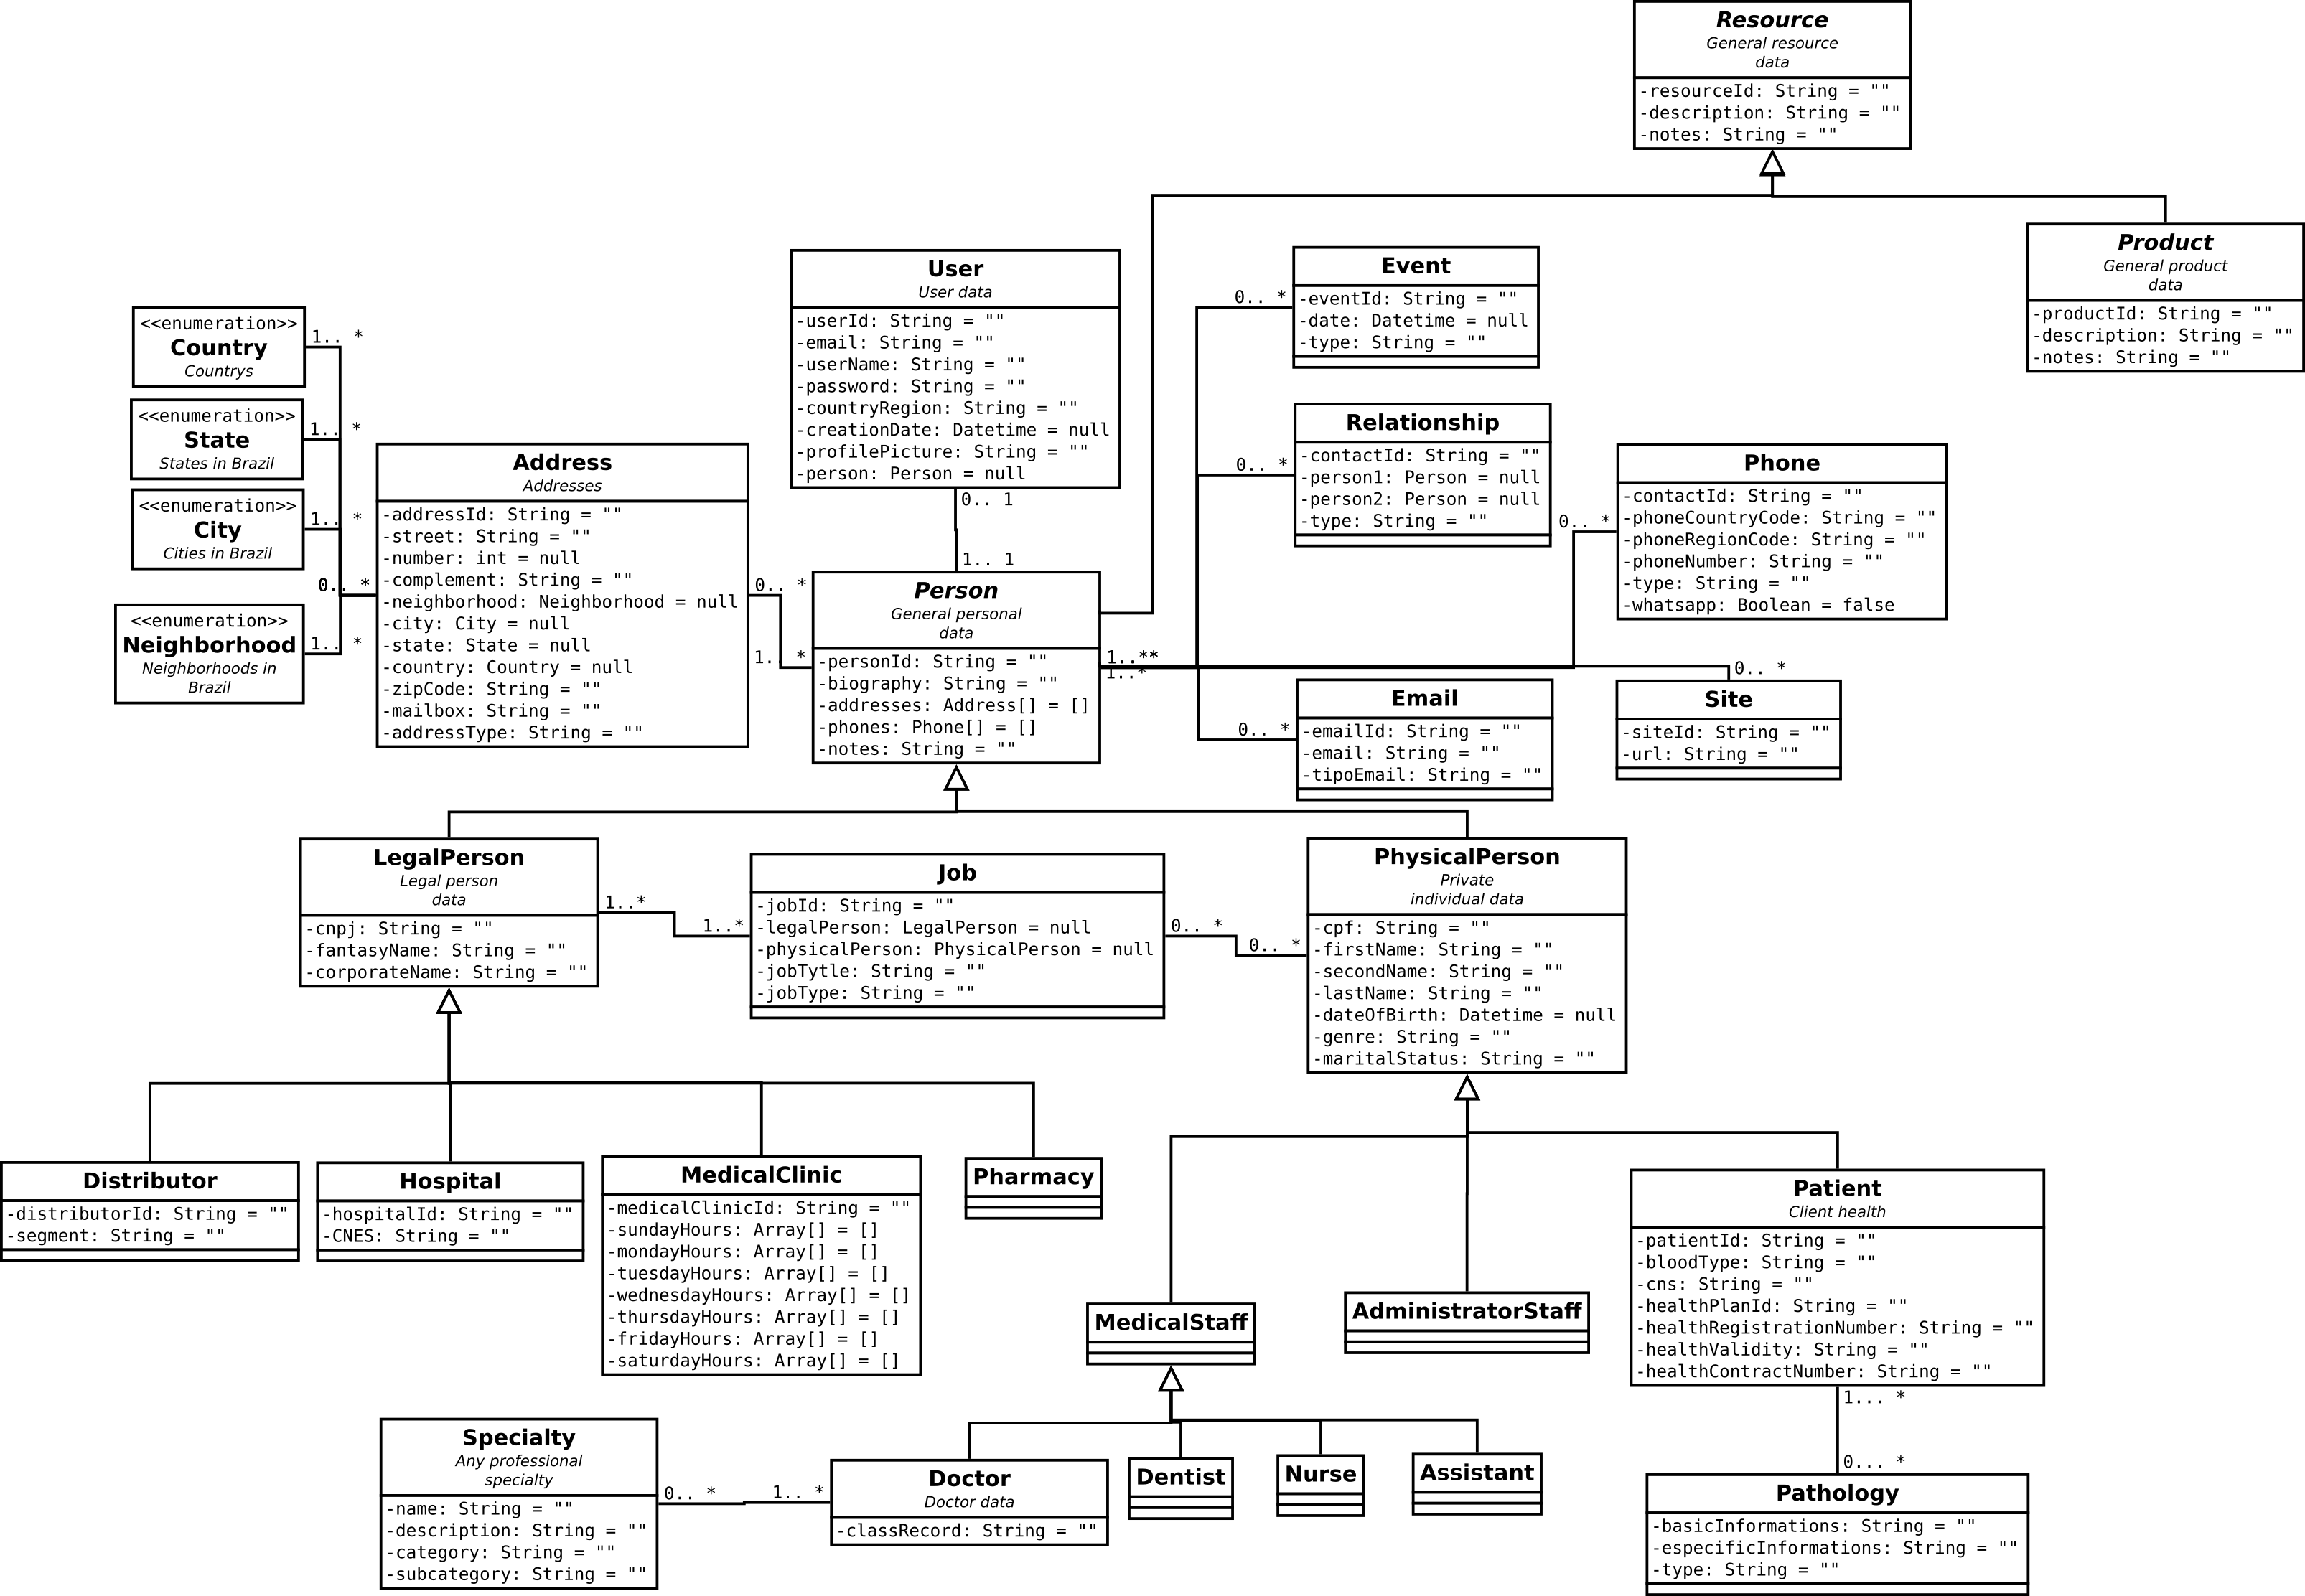 Resource
General resource
data
-resourceId: String = ""
-description: String = ""
-notes: String = ""
Product
General product
data
-productId: String = ""
-description: String = ""
-notes: String = ""
User
User data
-userId: String = ""
-email: String = ""
-userName: String = ""
-password: String = ""
-countryRegion: String = ""
-creationDate: Datetime = null
-profilePicture: String = ""
-person: Person = null
0.. 1
1.. 1
Event
-eventId: String = ""
-date: Datetime = null
-type: String = ""
0.. *
Relationship
-contactId: String = ""
-person1: Person = null
-person2: Person = null
-type: String = ""
0.. *
Phone
-contactId: String = ""
-phoneCountryCode: String = ""
-phoneRegionCode: String = ""
-phoneNumber: String = ""
-type: String = ""
-whatsapp: Boolean = false
0.. *
<<enumeration>>
Country
Countrys
1.. *
<<enumeration>>
State
States in Brazil
1.. *
<<enumeration>>
City
Cities in Brazil
1.. *
<<enumeration>>
Neighborhood
Neighborhoods in
Brazil
1.. *
0.. *
Address
Addresses
-addressId: String = ""
-street: String = ""
-number: int = null
-complement: String = ""
-neighborhood: Neighborhood = null
-city: City = null
-state: State = null
-country: Country = null
-zipCode: String = ""
-mailbox: String = ""
-addressType: String = ""
0.. *
1.. *
Person
General personal
data
-personId: String = ""
-biography: String = ""
-addresses: Address[] = []
-phones: Phone[] = []
-notes: String = ""
1..**
1..*
Email
-emailId: String = ""
-email: String = ""
-tipoEmail: String = ""
0.. *
Site
-siteId: String = ""
-url: String = ""
0.. *
LegalPerson
Legal person
data
-cnpj: String = ""
-fantasyName: String = ""
-corporateName: String = ""
1..*
1..*
Job
-jobId: String = ""
-legalPerson: LegalPerson = null
-physicalPerson: PhysicalPerson = null
-jobTytle: String = ""
-jobType: String = ""
0.. *
0.. *
PhysicalPerson
Private
individual data
-cpf: String = ""
-firstName: String = ""
-secondName: String = ""
-lastName: String = ""
-dateOfBirth: Datetime = null
-genre: String = ""
-maritalStatus: String = ""
Distributor
-distributorId: String = ""
-segment: String = ""
Hospital
-hospitalId: String = ""
-CNES: String = ""
MedicalClinic
-medicalClinicId: String = ""
-sundayHours: Array[] = []
-mondayHours: Array[] = []
-tuesdayHours: Array[] = []
-wednesdayHours: Array[] = []
-thursdayHours: Array[] = []
-fridayHours: Array[] = []
-saturdayHours: Array[] = []
Pharmacy
MedicalStaff
AdministratorStaff
Patient
Client health
-patientId: String = ""
-bloodType: String = ""
-cns: String = ""
-healthPlanId: String = ""
-healthRegistrationNumber: String = ""
-healthValidity: String = ""
-healthContractNumber: String = ""
1... *
0... *
Specialty
Any professional
specialty
-name: String = ""
-description: String = ""
-category: String = ""
-subcategory: String = ""
0.. *
1.. *
Doctor
Doctor data
-classRecord: String = ""
Dentist
Nurse
Assistant
Pathology
-basicInformations: String = ""
-especificInformations: String = ""
-type: String = ""